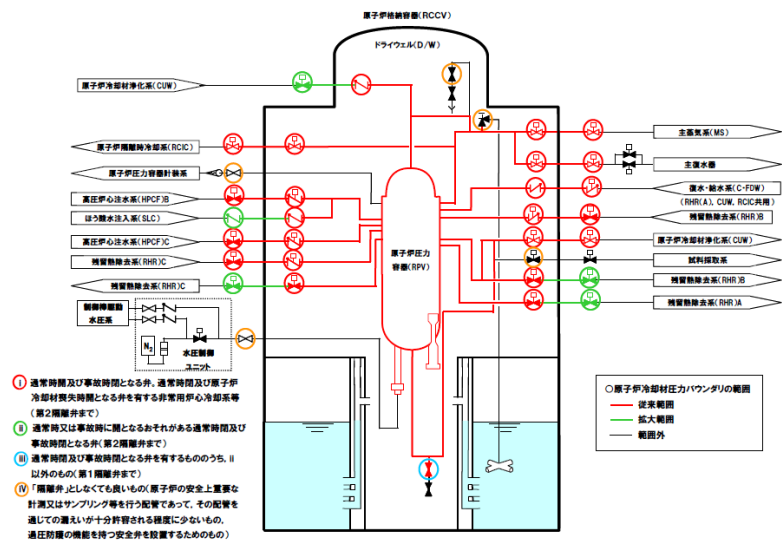 原子炉格納容器(RCCV)
ドライウェル(D/W)
原子炉冷却材浄化系(CUW)
原子炉隔離時冷却系(RCIC)
原子炉圧力容器計装系
高圧炉心注水系(HPCF)B
ほう酸水注入系(SLC)
高圧炉心注水系(HPCF)C
残留熱除去系(RHR)C
残留熱除去系(RHR)C
制御棒駆動
水圧系
N₂
水圧制御
ユニット
原子炉圧力
容器(RPV)
主蒸気系(MS)
主復水器
復水・給水系(C・FDW)
(RHR(A), CUW, RCIC共用)
残留熱除去系(RHR)B
原子炉冷却材浄化系(CUW)
試料採取系
残留熱除去系(RHR)B
残留熱除去系(RHR)A
i 通常時開及び事故時閉となる弁,通常時閉及び原子炉
冷却材喪失時開となる弁を有する非常用炉心冷却系等
(第2隔離弁まで)
ii 通常時又は事故時に開となるおそれがある通常時閉及び
事故時閉となる弁(第2隔離弁まで)
iii 通常時閉及び事故時閉となる弁を有するもののうち,ii
以外のもの(第1隔離弁まで)
iv 「隔離弁」としなくても良いもの(原子炉の安全上重要な
計測又はサンプリング等を行う配管であって,その配管を
通じての漏えいが十分許容される程度に少ないもの,
過圧防護の機能を持つ安全弁を設置するためのもの)
○原子炉冷却材圧力バウンダリの範囲
従来範囲
拡大範囲
範囲外